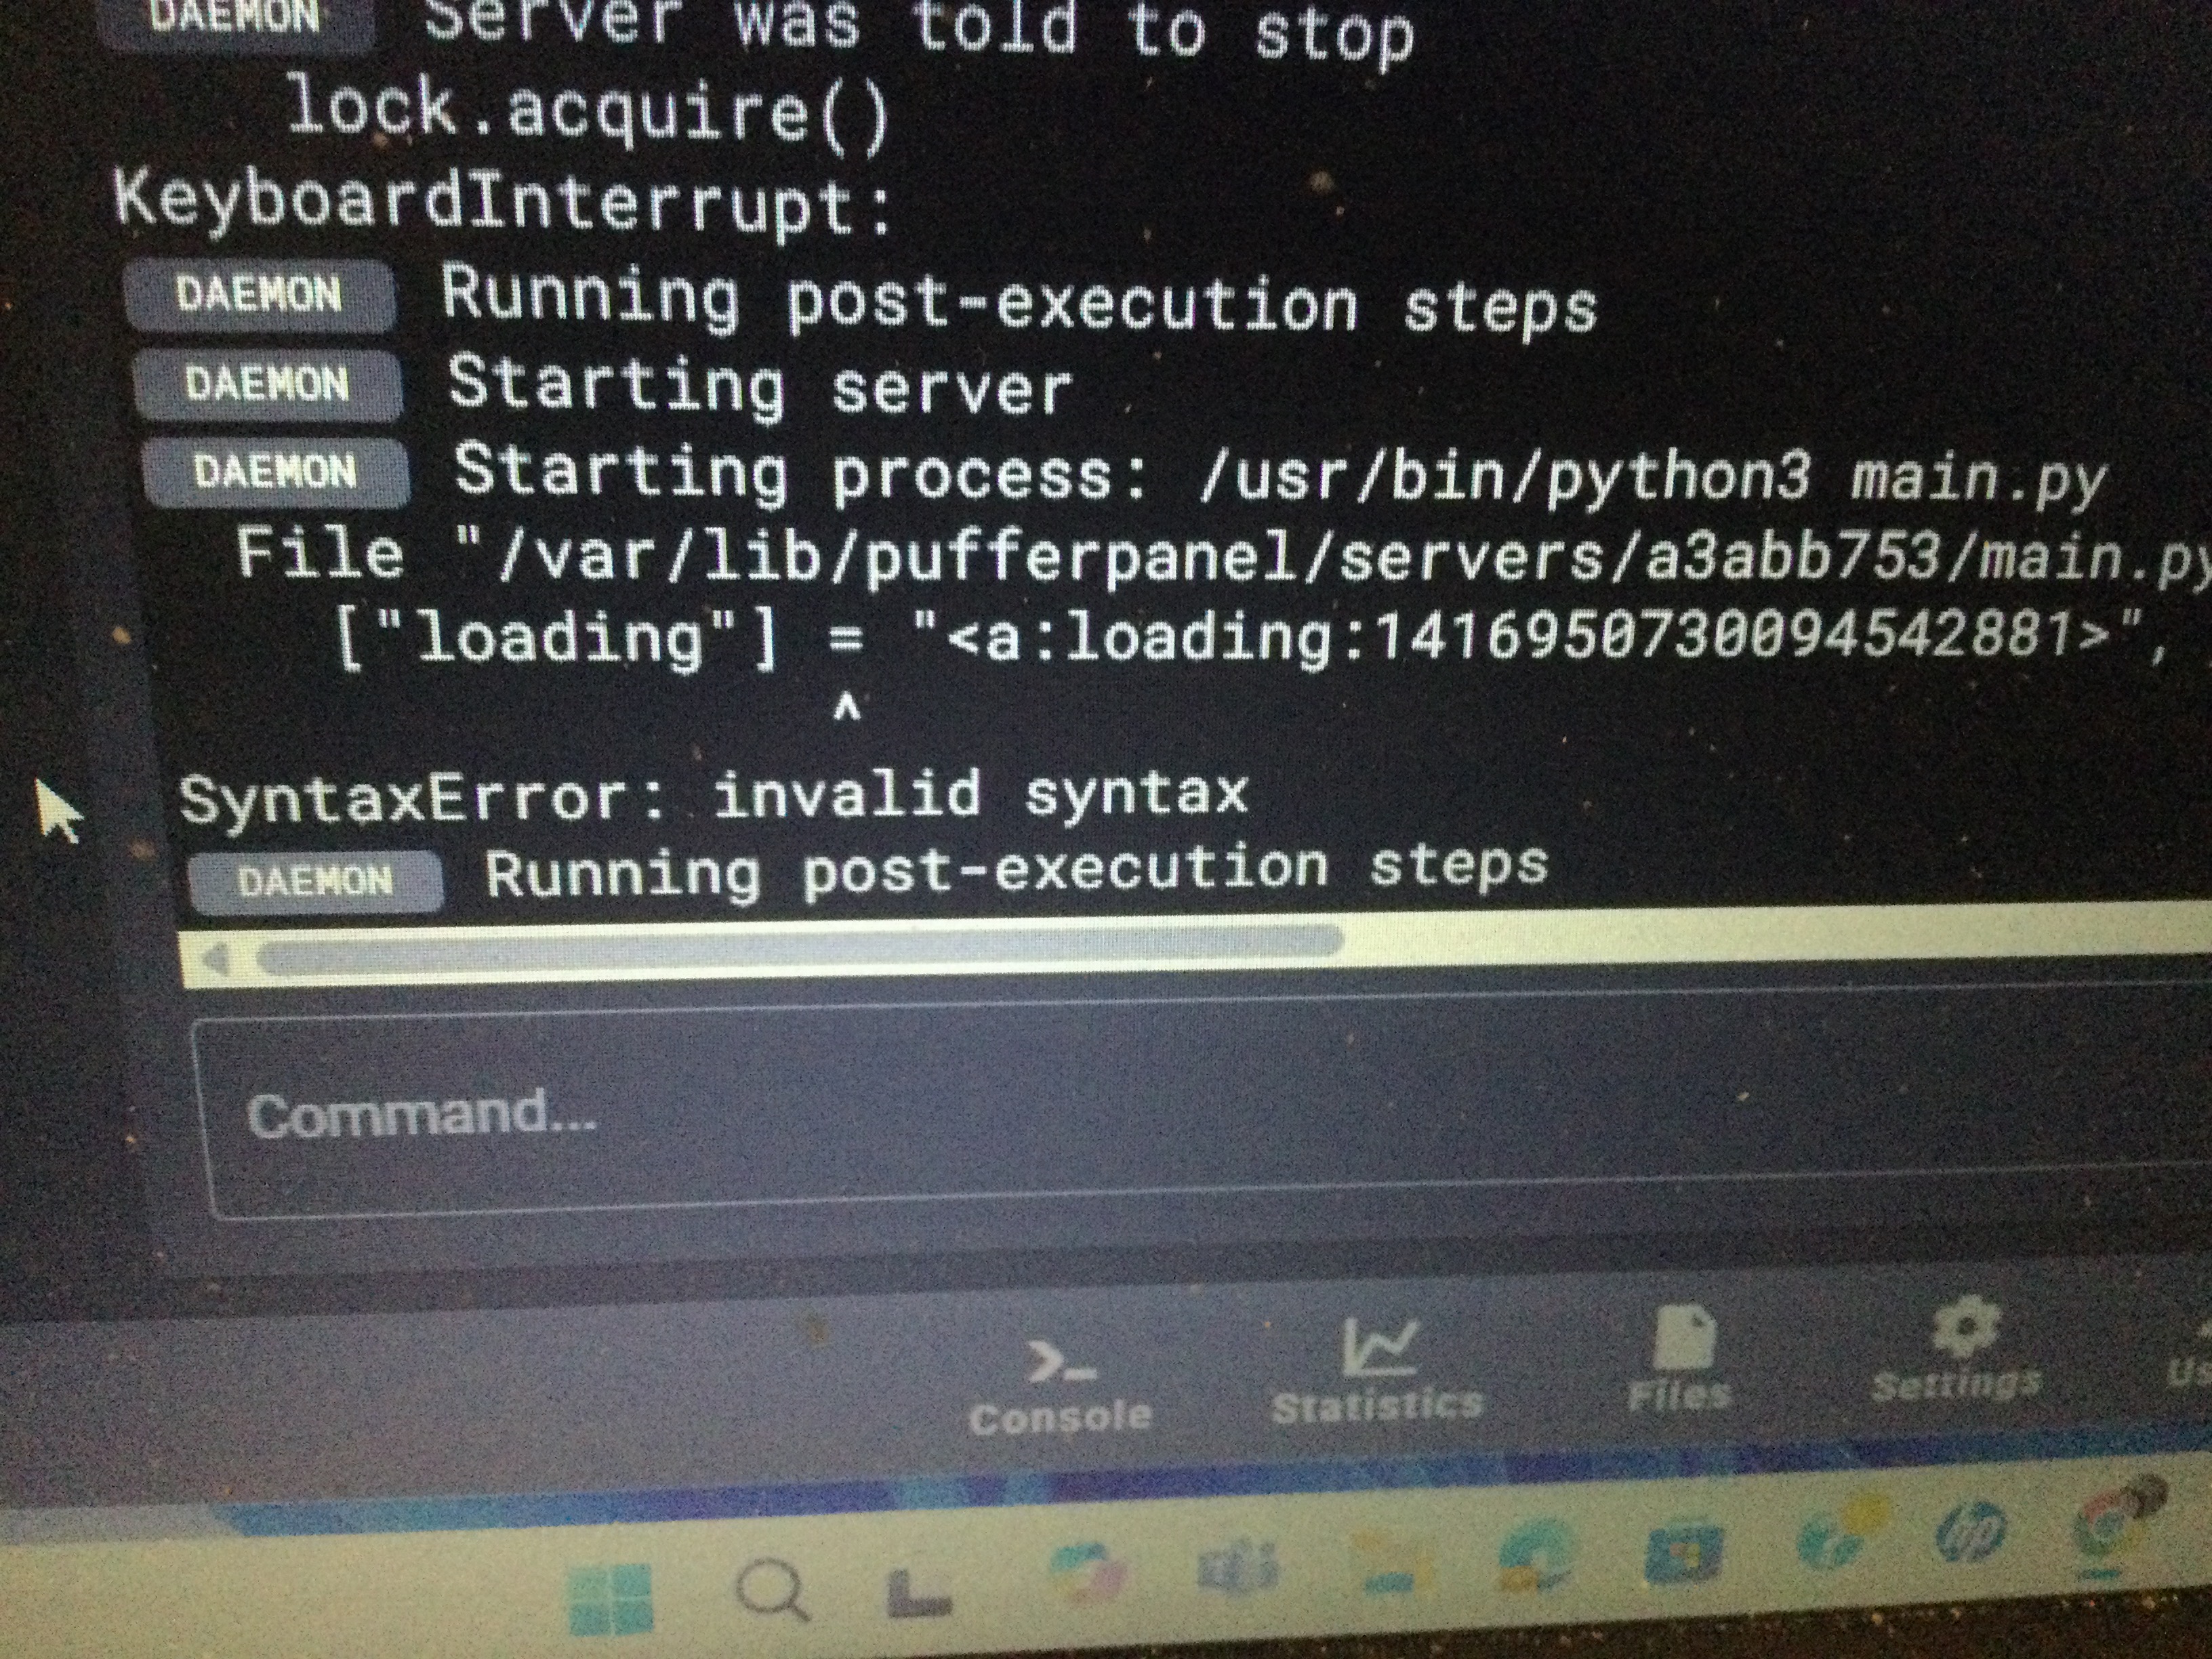 DAEMON Server was told to stop
lock.acquire()
KeyboardInterrupt:
DAEMON Running post-execution steps
DAEMON Starting server
DAEMON Starting process: /usr/bin/python3 main.py
File "/var/lib/pufferpanel/servers/a3abb753/main.py
["loading"] = "<a:loading:1416950730094542881>",
^
SyntaxError: invalid syntax
DAEMON Running post-execution steps
Command...
>_
Console Statistics Files Settings Us
hp